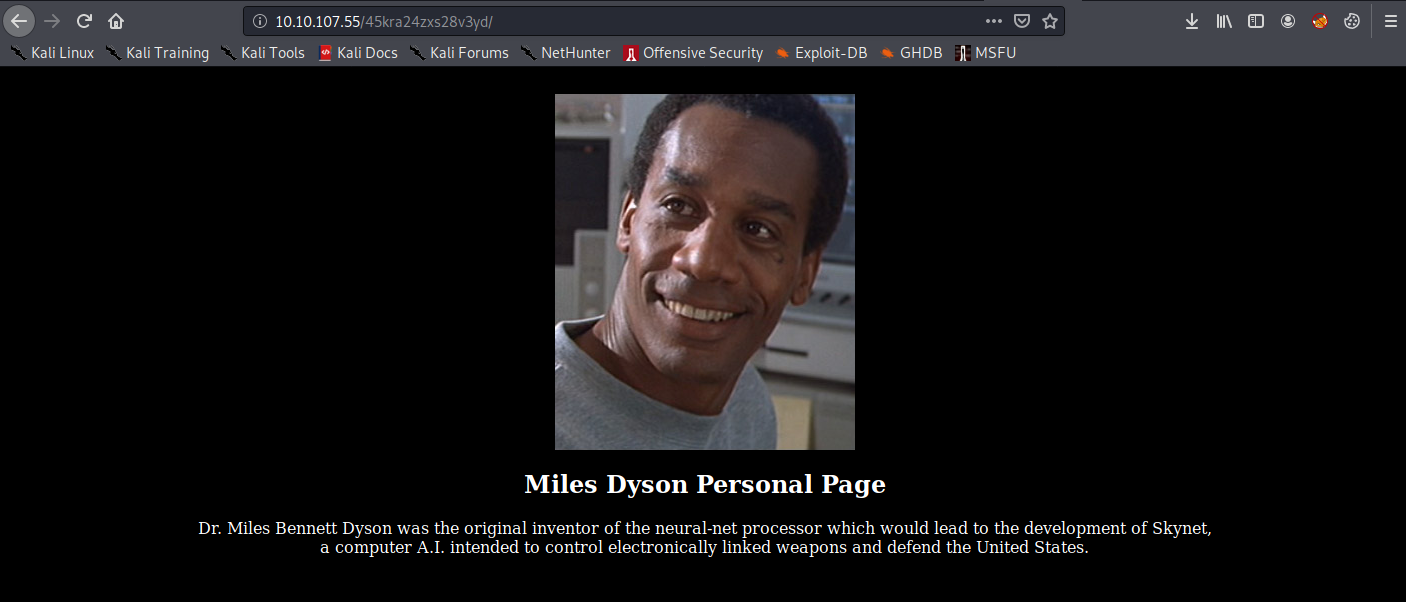 10.10.107.55/45kra24zxs28v3yd/
Kali Linux Kali Training Kali Tools Kali Docs Kali Forums NetHunter Offensive Security Exploit-DB GHDB MSFU
Miles Dyson Personal Page
Dr. Miles Bennett Dyson was the original inventor of the neural-net processor which would lead to the development of Skynet,
a computer A.I. intended to control electronically linked weapons and defend the United States.